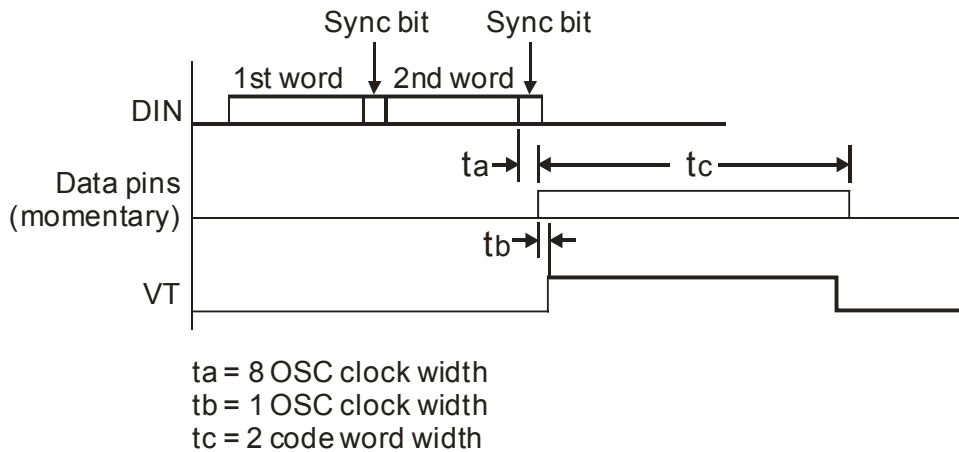 Sync bit Sync bit
1st word 2nd word
DIN
ta tc
Data pins
(momentary)
tb
VT
ta = 8 OSC clock width
tb = 1 OSC clock width
tc = 2 code word width